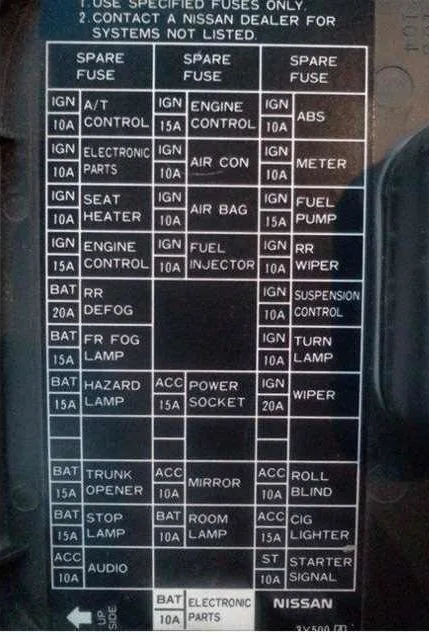 1. USE SPECIFIED FUSES ONLY.
2. CONTACT A NISSAN DEALER FOR
SYSTEMS NOT LISTED.
SPARE FUSE SPARE FUSE SPARE FUSE
IGN 10A A/T CONTROL IGN 15A ENGINE CONTROL IGN 10A ABS
IGN 10A ELECTRONIC PARTS IGN 10A AIR CON IGN 10A METER
IGN 10A SEAT HEATER IGN 10A AIR BAG IGN 15A FUEL PUMP
IGN 15A ENGINE CONTROL IGN 10A FUEL INJECTOR IGN 10A RR WIPER
BAT 20A RR DEFOG IGN 10A SUSPENSION CONTROL
BAT 15A FR FOG LAMP IGN 10A TURN LAMP
BAT 15A HAZARD LAMP ACC 15A POWER SOCKET IGN 20A WIPER
BAT 15A TRUNK OPENER ACC 10A MIRROR ACC 10A ROLL BLIND
BAT 15A STOP LAMP BAT 10A ROOM LAMP ACC 15A CIG LIGHTER
ACC 10A AUDIO ST 10A STARTER SIGNAL
UP SIDE BAT 10A ELECTRONIC PARTS NISSAN